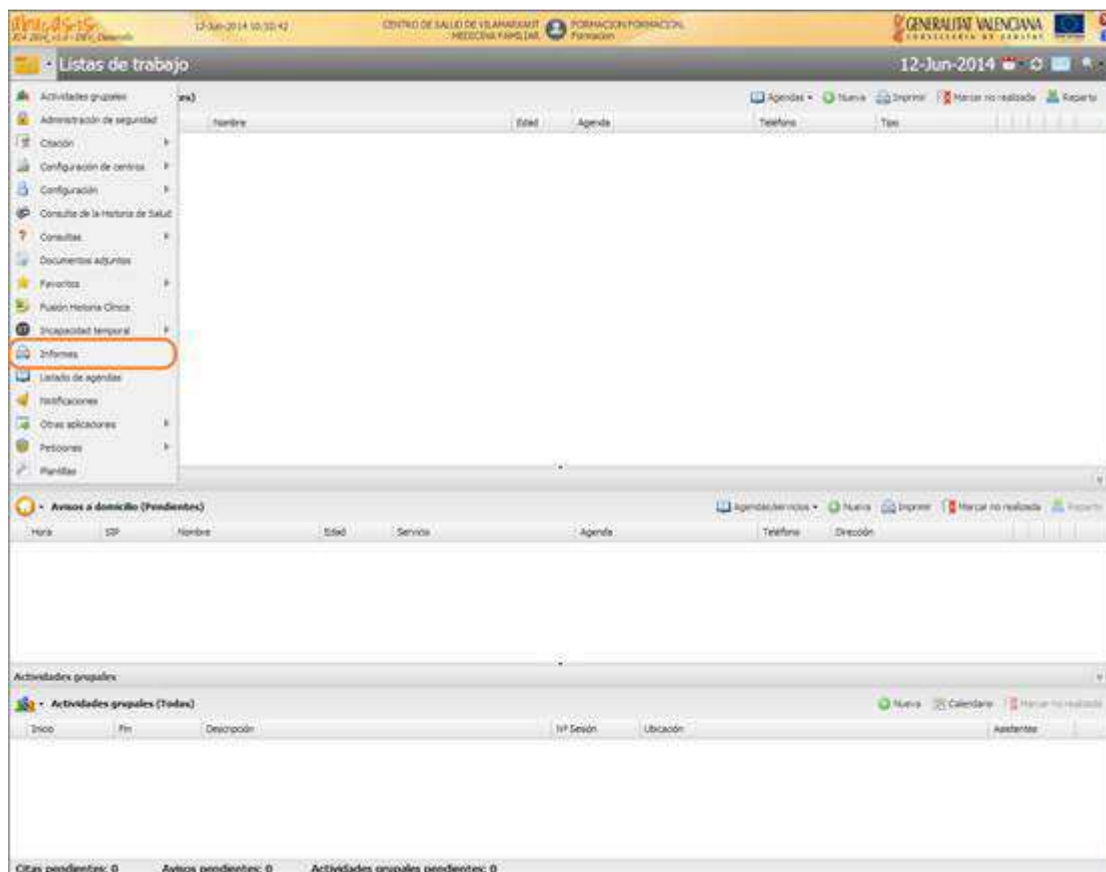 abucasis
12-Jun-2014 10:50:42
CENTRO DE SALUD DE VILAMARXANT
MEDICINA FAMILIAR
FORMACION FORMACION,
Formacion
GENERALITAT VALENCIANA
CONSELLERIA DE SANITAT
Listas de trabajo
12-Jun-2014
Actividades grupales
Administración de seguridad
Citación
Configuración de centros
Configuración
Consulta de la Historia de Salud
Consultas
Documentos adjuntos
Favoritos
Fusión Historia Clínica
Incapacidad temporal
Informes
Listado de agendas
Notificaciones
Otras aplicaciones
Peticiones
Plantillas
es)
Agendas
Nueva
Imprimir
Marcar no realizada
Reparto
Nombre
Edad
Agenda
Teléfono
Tipo
Avisos a domicilio (Pendientes)
Agendas/servicios
Nueva
Imprimir
Marcar no realizada
Reparto
Hora
SIP
Nombre
Edad
Servicio
Agenda
Teléfono
Dirección
Actividades grupales
Actividades grupales (Todas)
Nueva
Calendario
Marcar no realizada
Inicio
Fin
Descripción
Nº Sesión
Ubicación
Asistentes
Citas pendientes: 0
Avisos pendientes: 0
Actividades grupales pendientes: 0